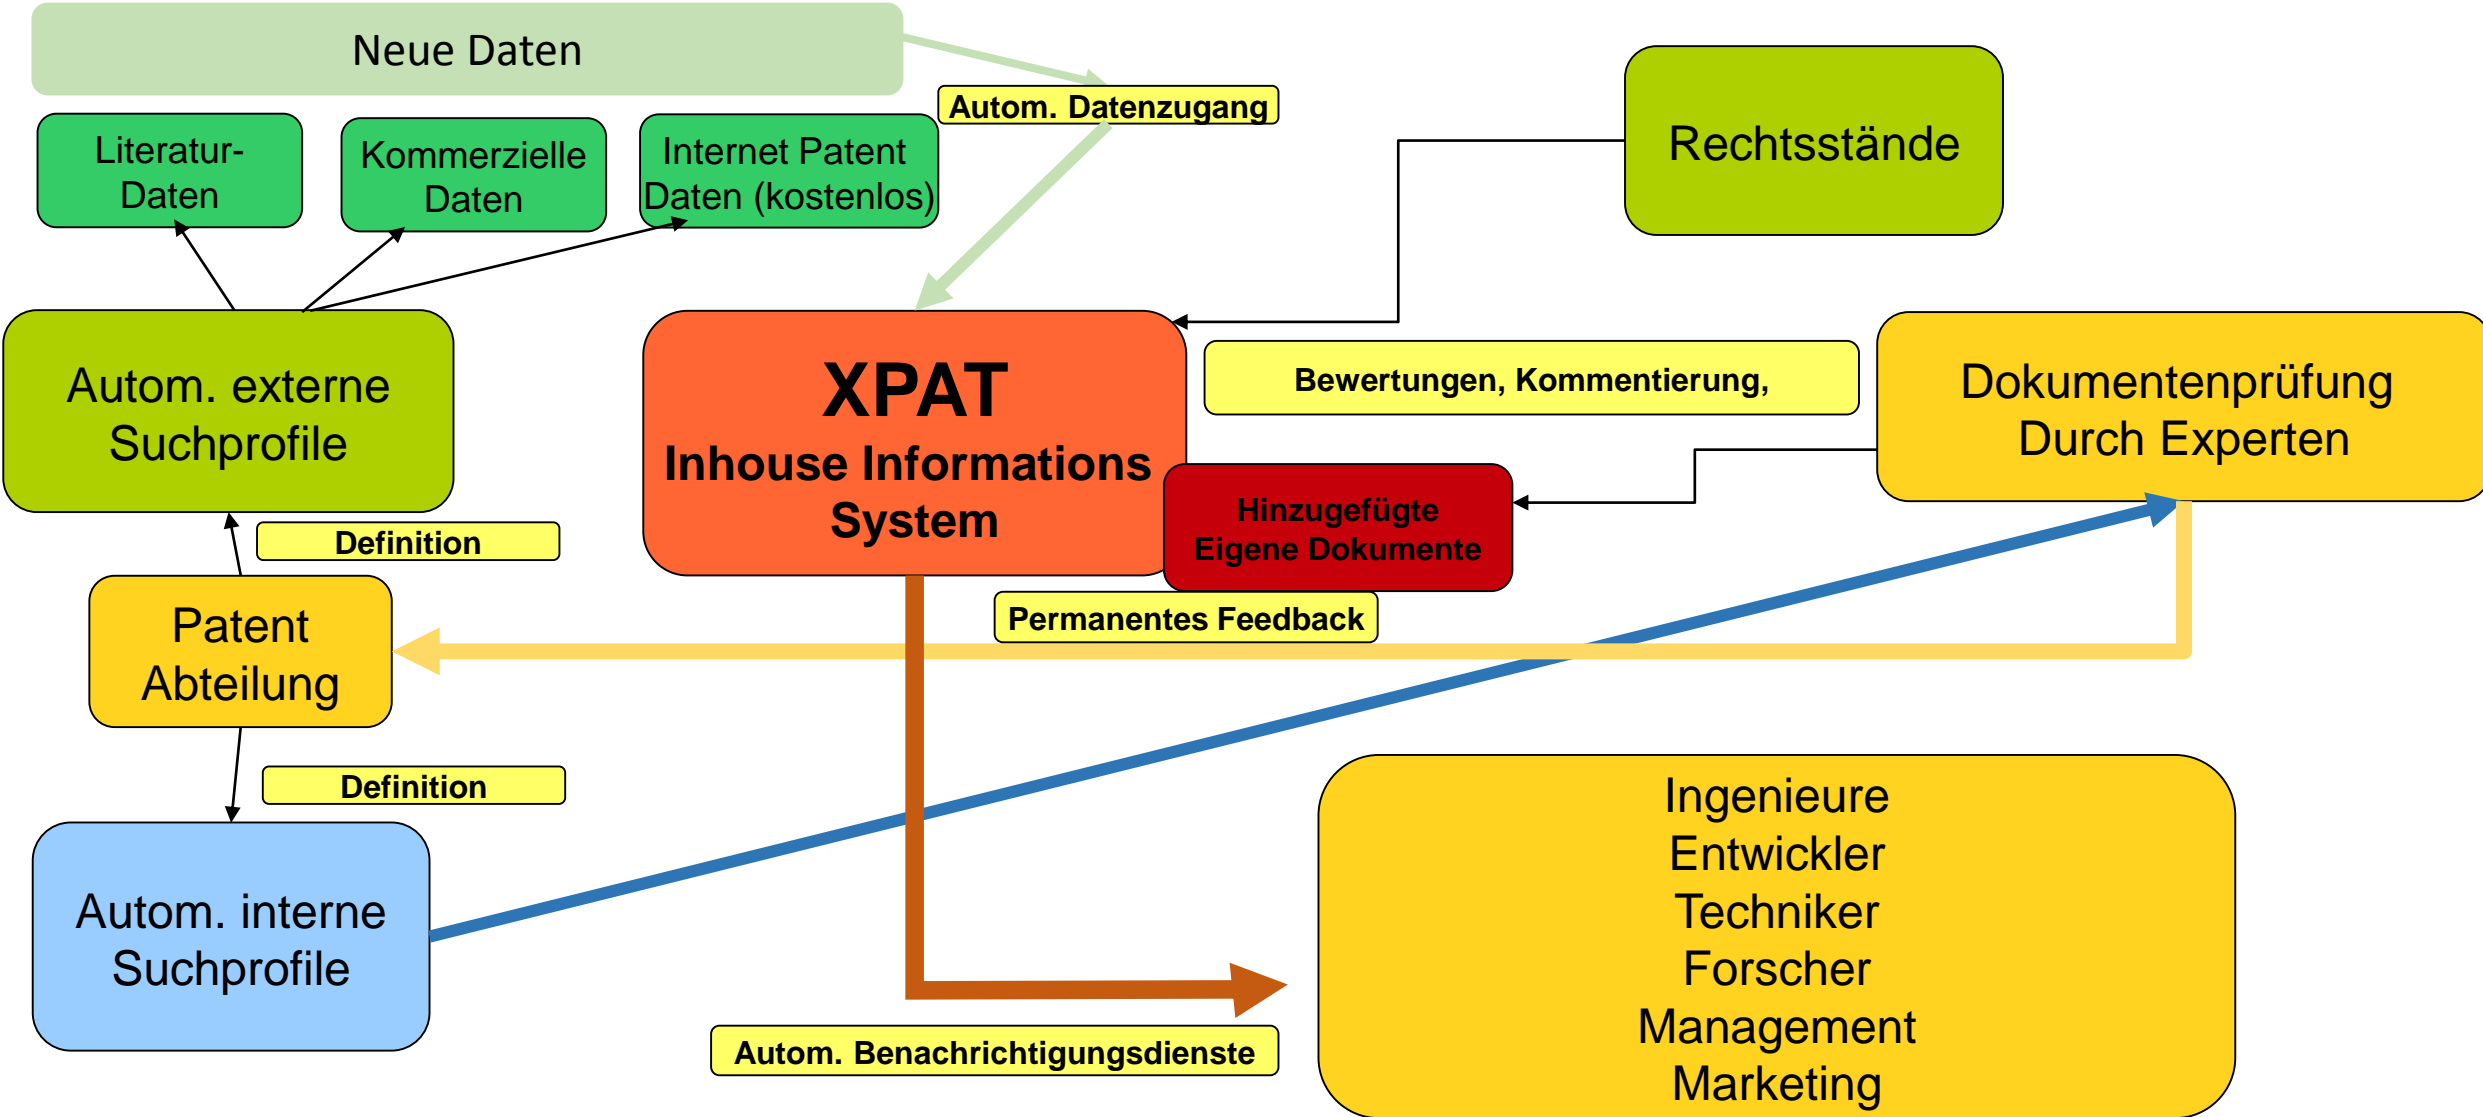 Neue Daten
Autom. Datenzugang
Literatur-
Daten
Kommerzielle
Daten
Internet Patent
Daten (kostenlos)
Rechtsstände
Autom. externe
Suchprofile
XPAT
Inhouse Informations
System
Bewertungen, Kommentierung,
Dokumentenprüfung
Durch Experten
Hinzugefügte
Eigene Dokumente
Definition
Patent
Abteilung
Permanentes Feedback
Definition
Autom. interne
Suchprofile
Ingenieure
Entwickler
Techniker
Forscher
Management
Marketing
Autom. Benachrichtigungsdienste